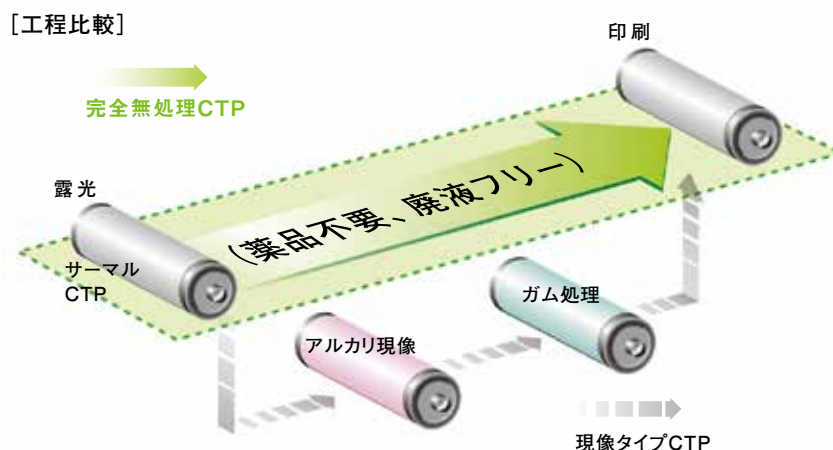 [工程比較]
完全無処理CTP
印刷
露光
サーマル
CTP
(薬品不要、廃液フリー)
アルカリ現像
ガム処理
現像タイプCTP